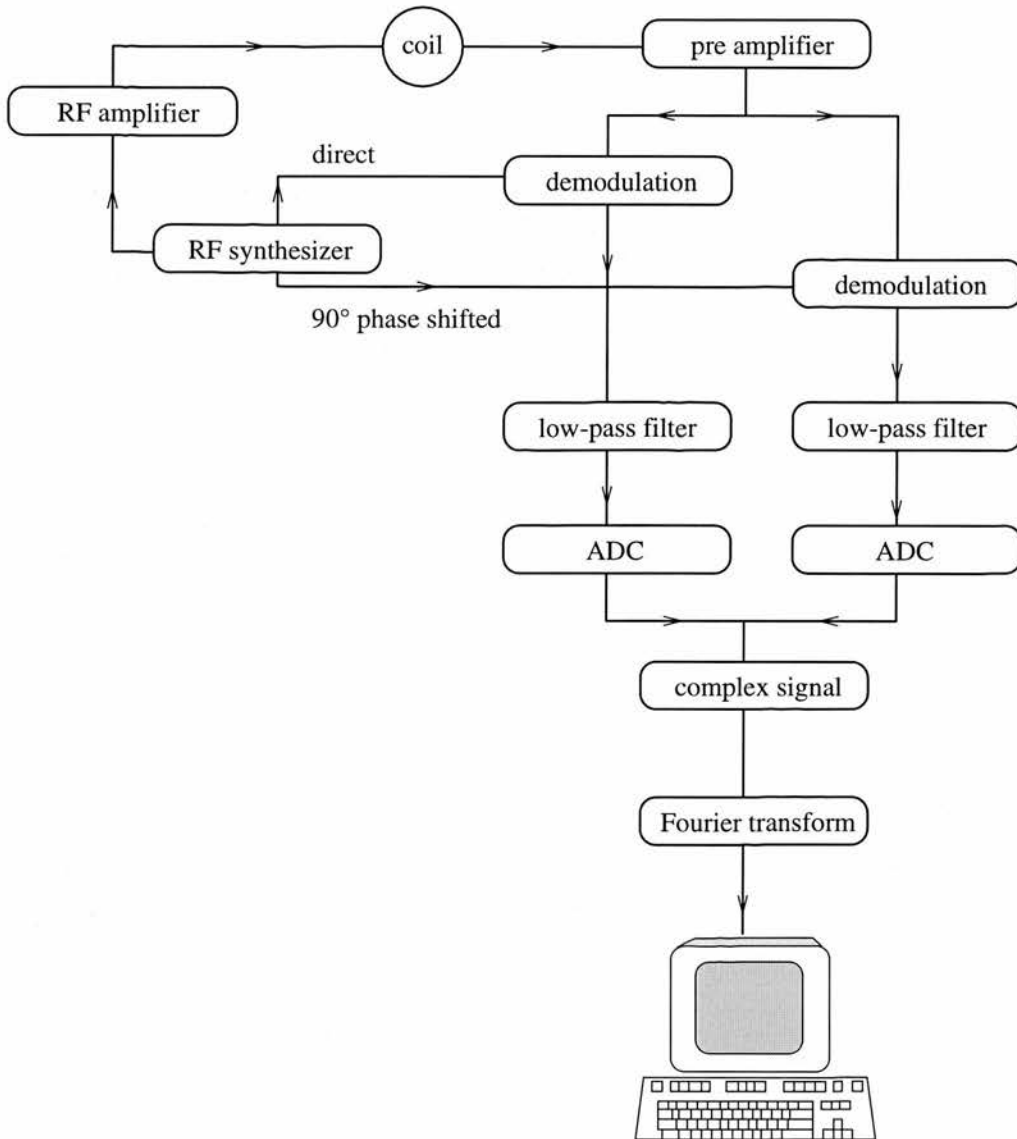 coil
pre amplifier
RF amplifier
direct
demodulation
RF synthesizer
demodulation
90° phase shifted
low-pass filter
low-pass filter
ADC
ADC
complex signal
Fourier transform